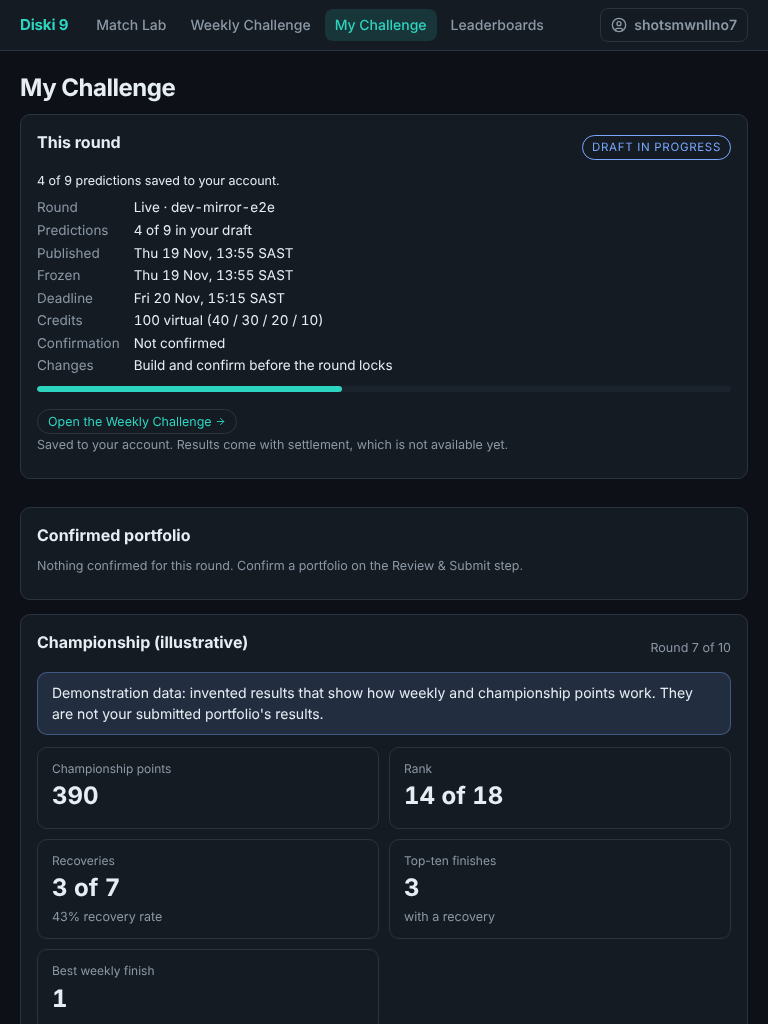 Diski 9
Match Lab
Weekly Challenge
My Challenge
Leaderboards
shotsmwnllno7
My Challenge
This round
DRAFT IN PROGRESS
4 of 9 predictions saved to your account.
Round Live · dev-mirror-e2e
Predictions 4 of 9 in your draft
Published Thu 19 Nov, 13:55 SAST
Frozen Thu 19 Nov, 13:55 SAST
Deadline Fri 20 Nov, 15:15 SAST
Credits 100 virtual (40 / 30 / 20 / 10)
Confirmation Not confirmed
Changes Build and confirm before the round locks
Open the Weekly Challenge →
Saved to your account. Results come with settlement, which is not available yet.
Confirmed portfolio
Nothing confirmed for this round. Confirm a portfolio on the Review & Submit step.
Championship (illustrative)
Round 7 of 10
Demonstration data: invented results that show how weekly and championship points work. They
are not your submitted portfolio's results.
Championship points
390
Rank
14 of 18
Recoveries
3 of 7
43% recovery rate
Top-ten finishes
3
with a recovery
Best weekly finish
1